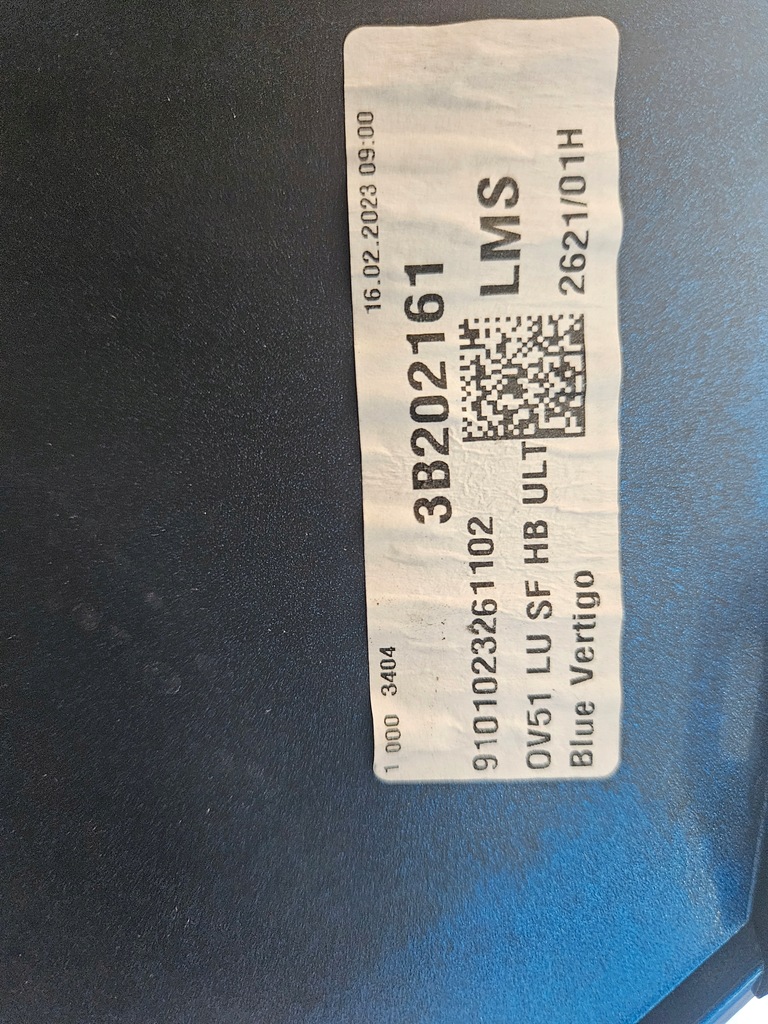 1 000 3404 16.02.2023 09:00
3B202161
9101023261102 LMS
OV51 LU SF HB ULT
Blue Vertigo 2621/01H